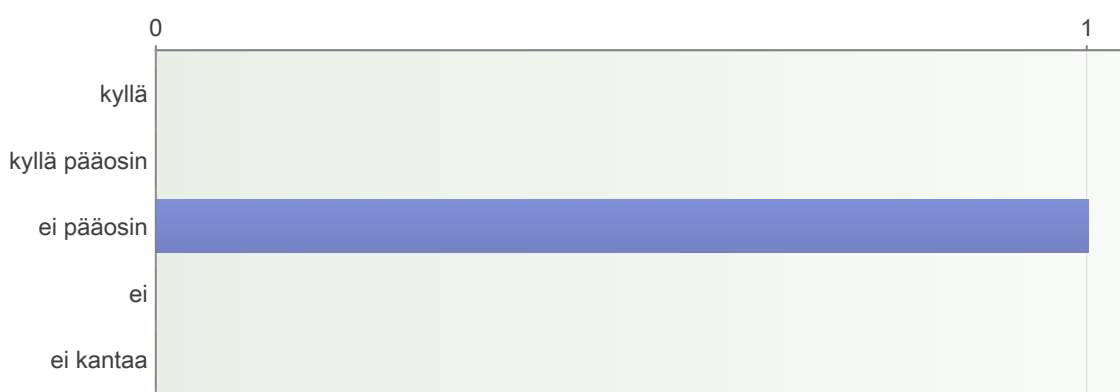 0 1
kyllä
kyllä pääosin
ei pääosin
ei
ei kantaa